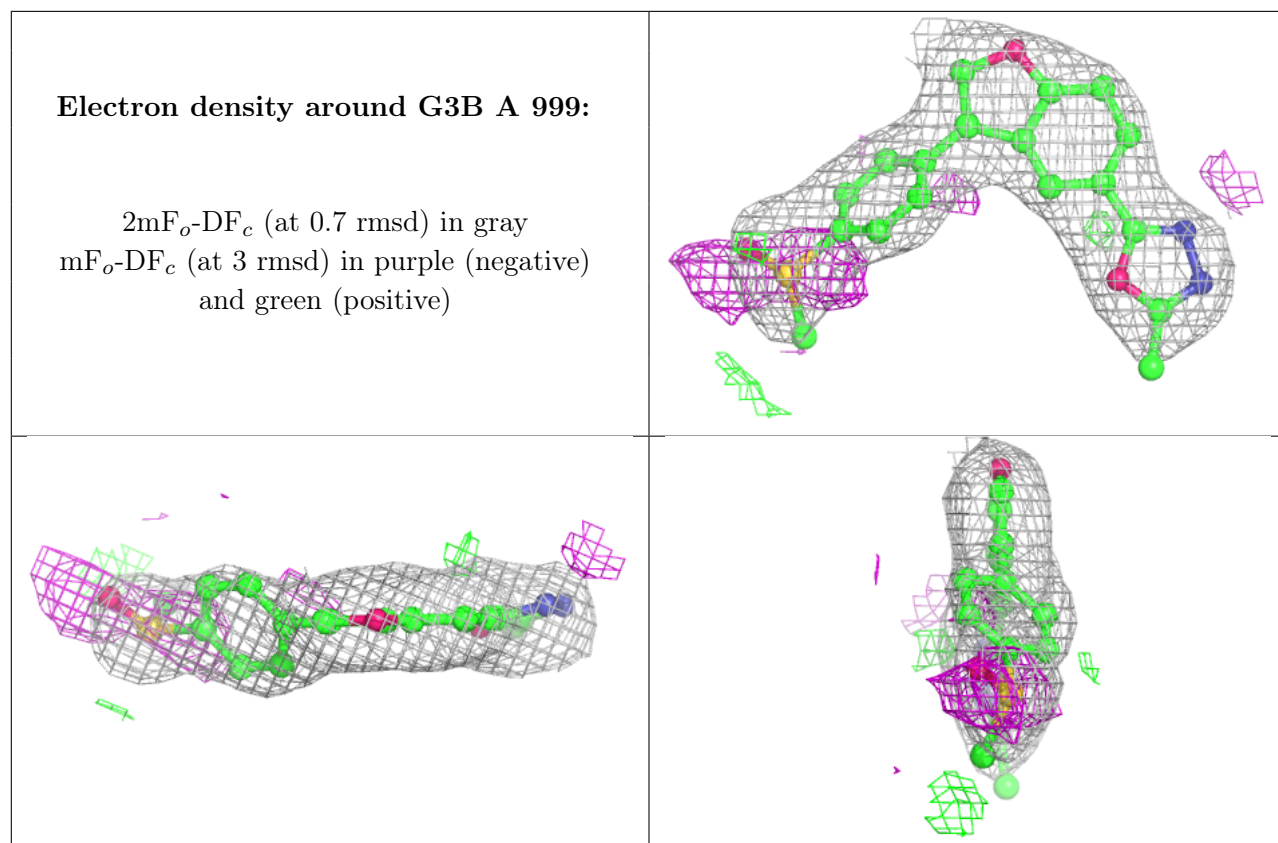 Electron density around G3B A 999:
2mFo-DFc (at 0.7 rmsd) in gray
mFo-DFc (at 3 rmsd) in purple (negative)
and green (positive)